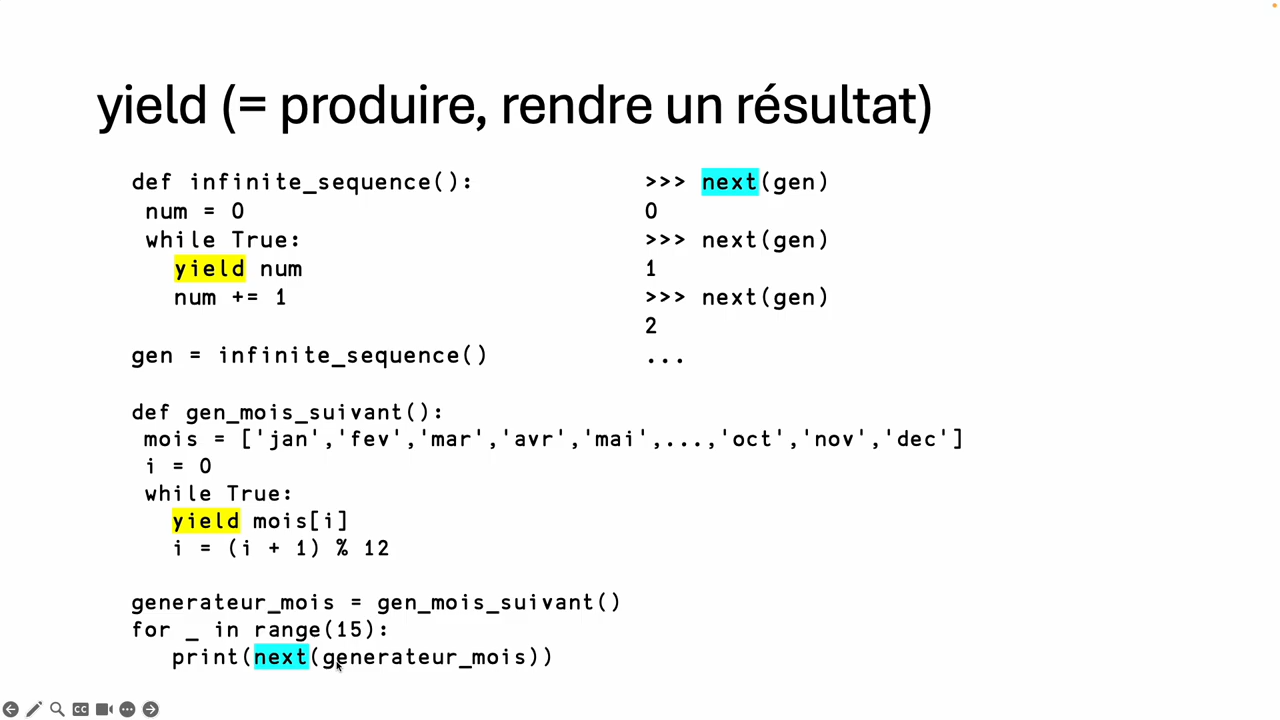 yield (= produire, rendre un résultat)
def infinite_sequence():
num = 0
while True:
yield num
num += 1
gen = infinite_sequence()
>>> next(gen)
0
>>> next(gen)
1
>>> next(gen)
2
...
def gen_mois_suivant():
mois = ['jan','fev','mar','avr','mai',...,'oct','nov','dec']
i = 0
while True:
yield mois[i]
i = (i + 1) % 12
generateur_mois = gen_mois_suivant()
for _ in range(15):
print(next(generateur_mois))
CC